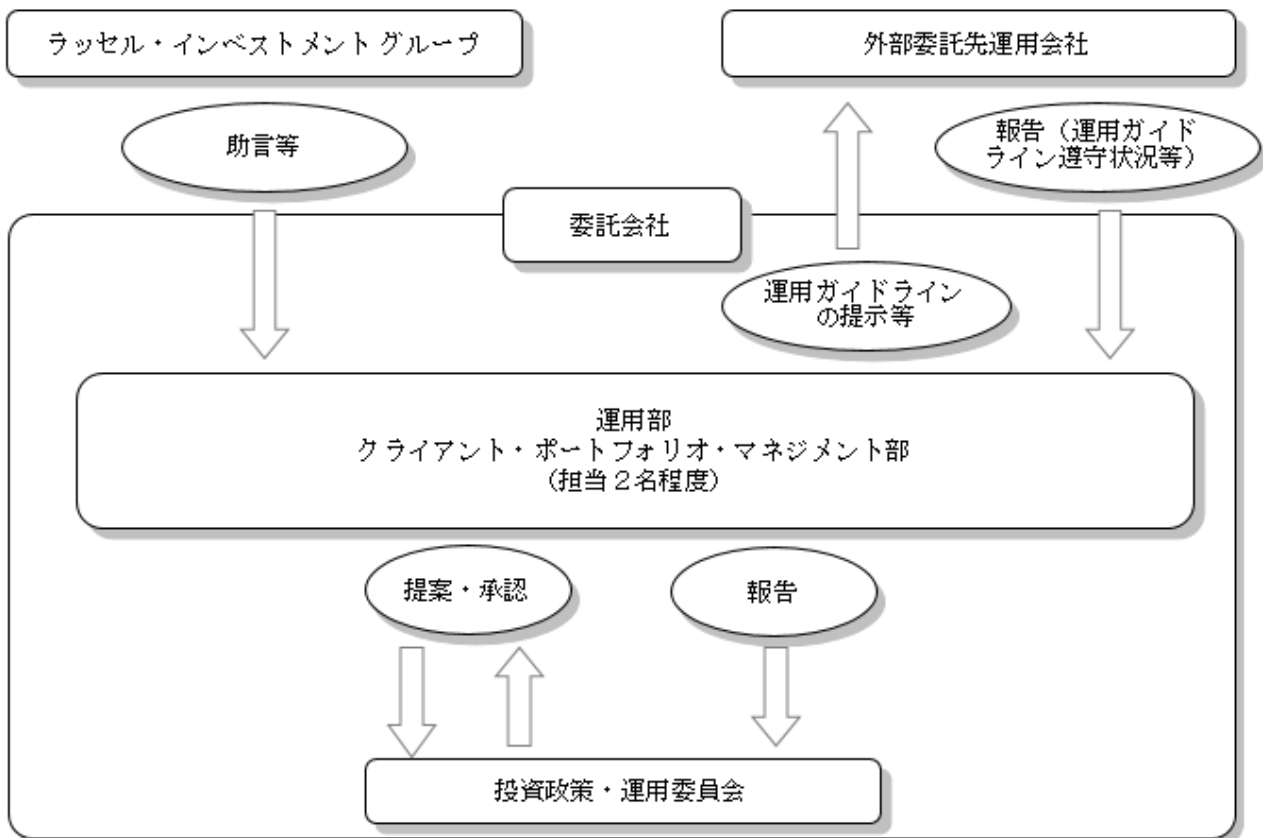 ラッセル・インベストメント グループ
外部委託先運用会社
助言等
報告（運用ガイド
ライン遵守状況等）
委託会社
運用ガイドライン
の提示等
運用部
クライアント・ポートフォリオ・マネジメント部
（担当２名程度）
提案・承認
報告
投資政策・運用委員会